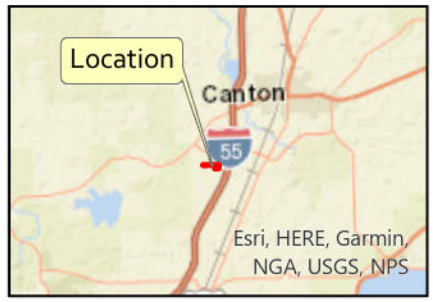 Location
Canton
55
Esri, HERE, Garmin,
NGA, USGS, NPS